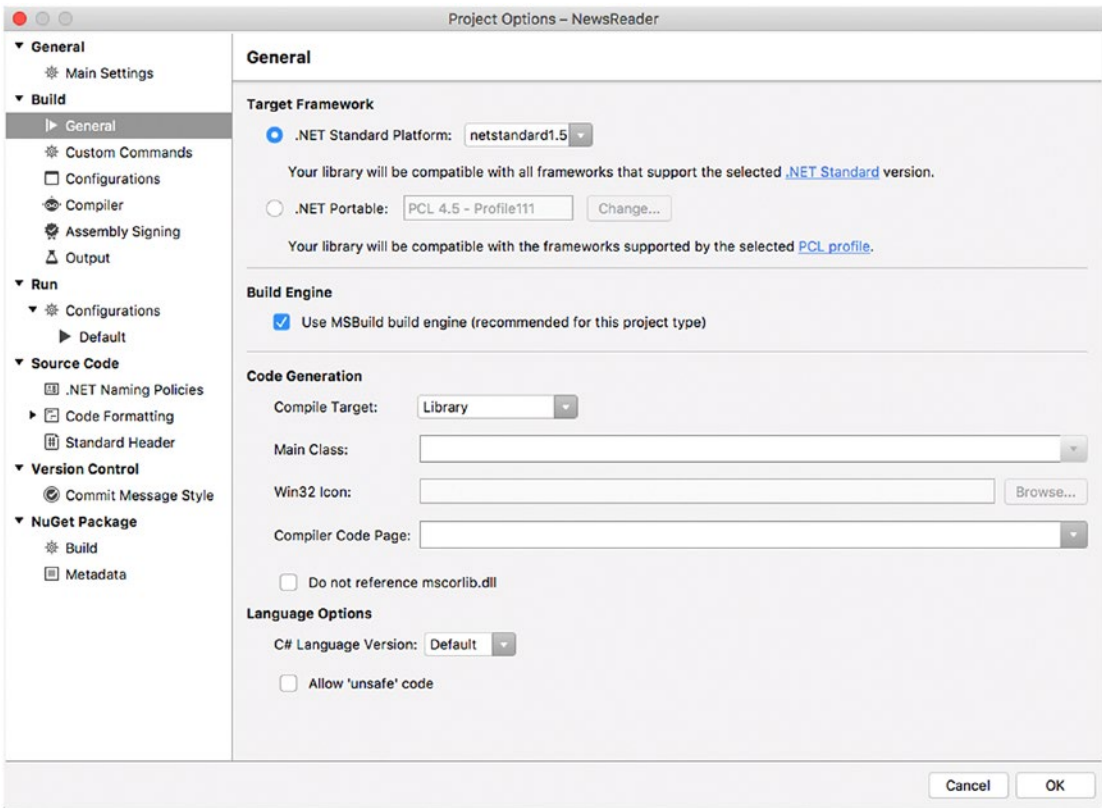 Project Options – NewsReader
General
Main Settings
Build
General
Custom Commands
Configurations
Compiler
Assembly Signing
Output
Run
Configurations
Default
Source Code
.NET Naming Policies
Code Formatting
Standard Header
Version Control
Commit Message Style
NuGet Package
Build
Metadata
General
Target Framework
.NET Standard Platform: netstandard1.5
Your library will be compatible with all frameworks that support the selected .NET Standard version.
.NET Portable: PCL 4.5 - Profile111 Change...
Your library will be compatible with the frameworks supported by the selected PCL profile.
Build Engine
Use MSBuild build engine (recommended for this project type)
Code Generation
Compile Target: Library
Main Class:
Win32 Icon: Browse...
Compiler Code Page:
Do not reference mscorlib.dll
Language Options
C# Language Version: Default
Allow 'unsafe' code
Cancel OK